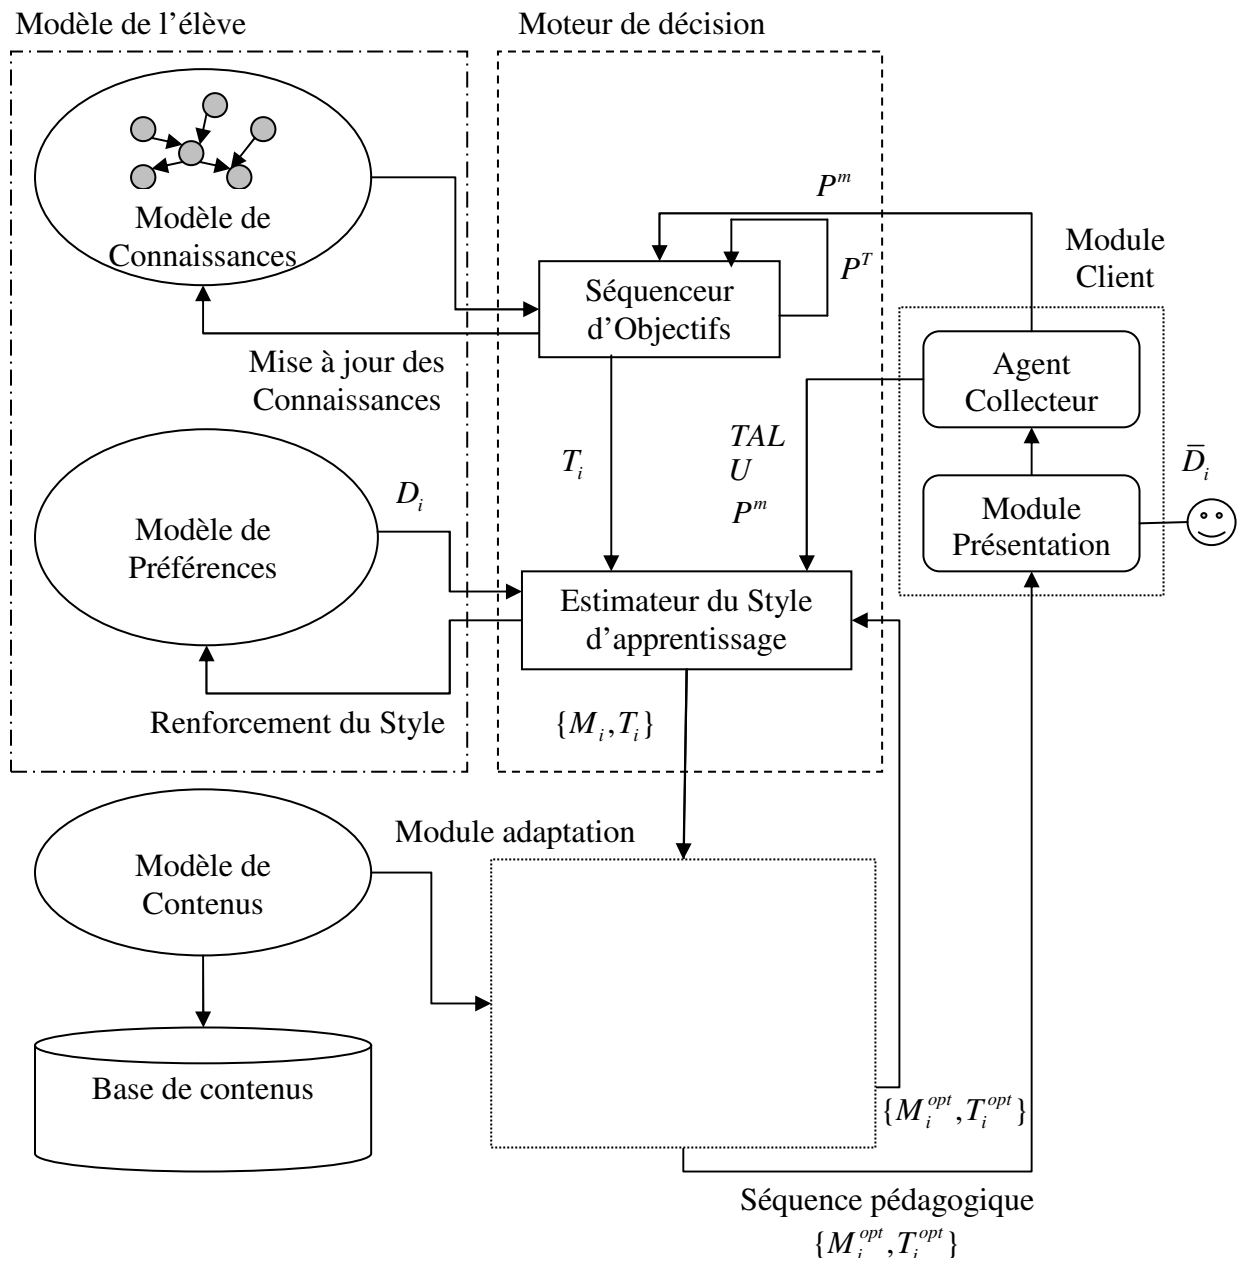 Modèle de l'élève
Moteur de décision
Modèle de
Connaissances
P^m
Module
Client
Séquenceur
d'Objectifs
P^T
Agent
Collecteur
Mise à jour des
Connaissances
T_i
TAL
U
P^m
D_i
D̅_i
Modèle de
Préférences
Module
Présentation
Estimateur du Style
d'apprentissage
Renforcement du Style
{M_i,T_i}
Module adaptation
Modèle de
Contenus
Base de contenus
{M_i^opt,T_i^opt}
Séquence pédagogique
{M_i^opt,T_i^opt}